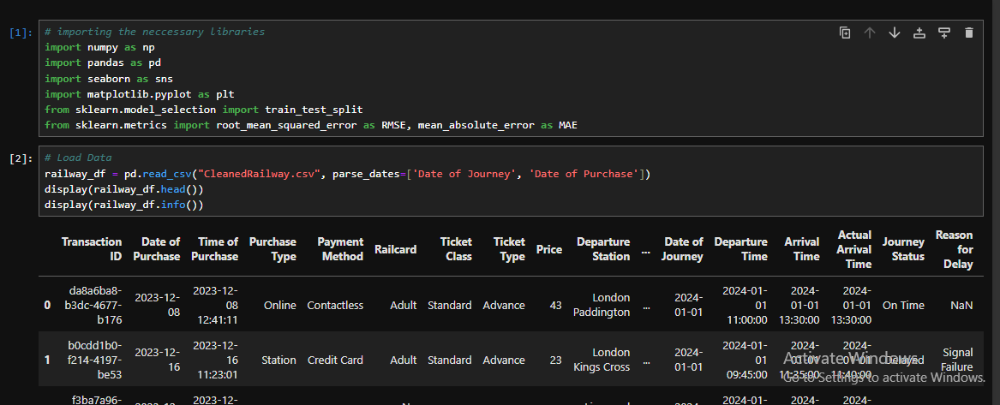 [1]:
# importing the neccessary libraries
import numpy as np
import pandas as pd
import seaborn as sns
import matplotlib.pyplot as plt
from sklearn.model_selection import train_test_split
from sklearn.metrics import root_mean_squared_error as RMSE, mean_absolute_error as MAE
[2]:
# Load Data
railway_df = pd.read_csv("CleanedRailway.csv", parse_dates=['Date of Journey', 'Date of Purchase'])
display(railway_df.head())
display(railway_df.info())
Transaction ID Date of Purchase Time of Purchase Purchase Type Payment Method Railcard Ticket Class Ticket Type Price Departure Station ... Date of Journey Departure Time Arrival Time Actual Arrival Time Journey Status Reason for Delay
0 da8a6ba8-b3dc-4677-b176 2023-12-08 2023-12-08 12:41:11 Online Contactless Adult Standard Advance 43 London Paddington ... 2024-01-01 2024-01-01 11:00:00 2024-01-01 13:30:00 2024-01-01 13:30:00 On Time NaN
1 b0cdd1b0-f214-4197-be53 2023-12-16 2023-12-16 11:23:01 Station Credit Card Adult Standard Advance 23 London Kings Cross ... 2024-01-01 2024-01-01 09:45:00 2024-01-01 11:35:00 2024-01-01 11:40:00 Delayed Signal Failure
f3ba7a96- 2023-12- 2024- 2024-01- 2024- 2024-
Activate Windows
Go to Settings to activate Windows.